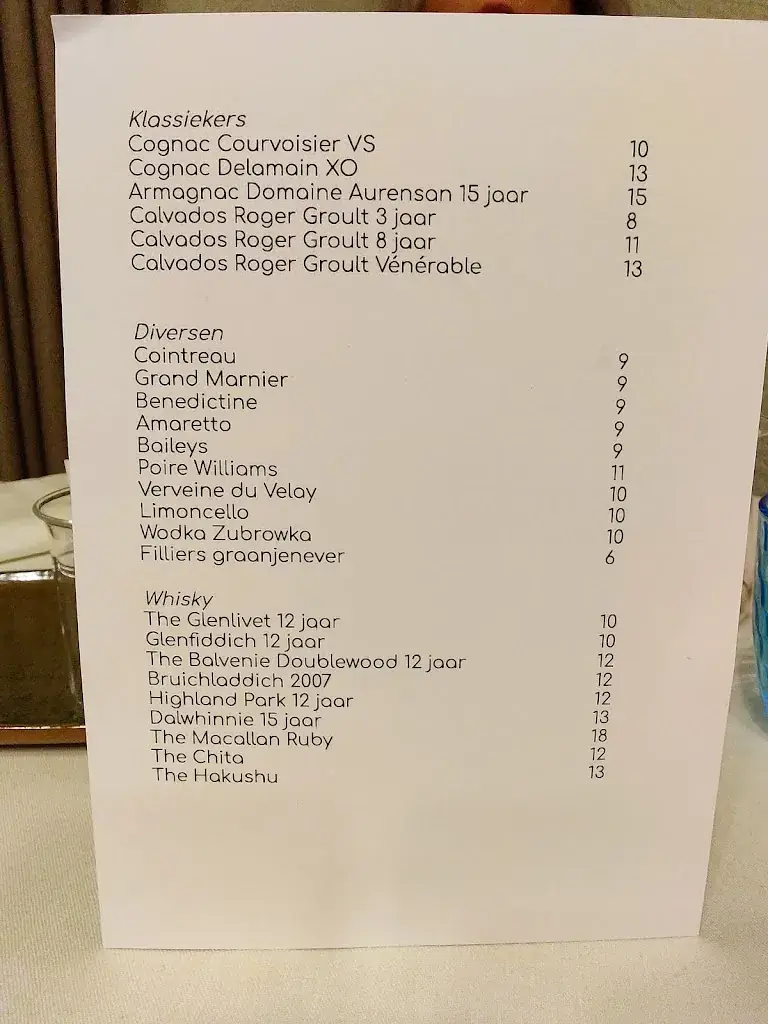 Klassiekers
Cognac Courvoisier VS 10
Cognac Delamain XO 13
Armagnac Domaine Aurensan 15 jaar 15
Calvados Roger Groult 3 jaar 8
Calvados Roger Groult 8 jaar 11
Calvados Roger Groult Vénérable 13
Diversen
Cointreau 9
Grand Marnier 9
Benedictine 9
Amaretto 9
Baileys 9
Poire Williams 11
Verveine du Velay 10
Limoncello 10
Wodka Zubrowka 10
Filliers graanjenever 6
Whisky
The Glenlivet 12 jaar 10
Glenfiddich 12 jaar 10
The Balvenie Doublewood 12 jaar 12
Bruichladdich 2007 12
Highland Park 12 jaar 12
Dalwhinnie 15 jaar 13
The Macallan Ruby 18
The Chita 12
The Hakushu 13